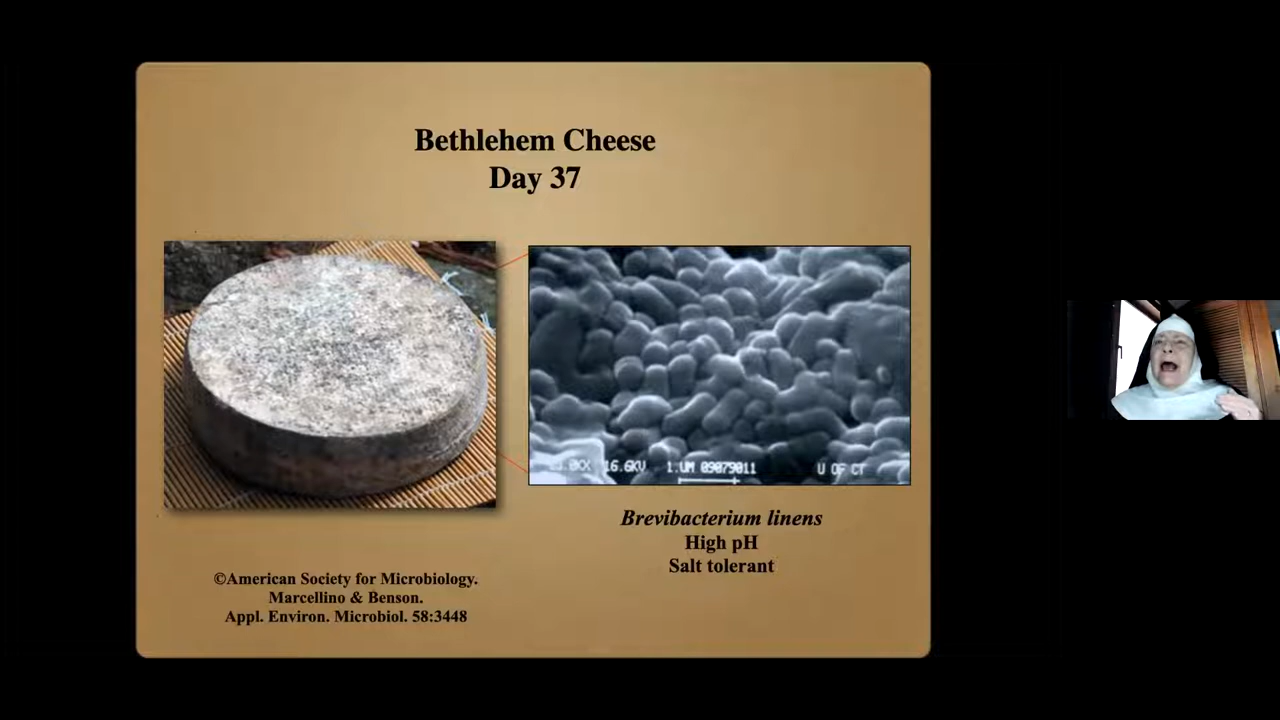 Bethlehem Cheese
Day 37
16.6KV 1.UM 09079011 U OF CT
Brevibacterium linens
High pH
Salt tolerant
©American Society for Microbiology.
Marcellino & Benson.
Appl. Environ. Microbiol. 58:3448